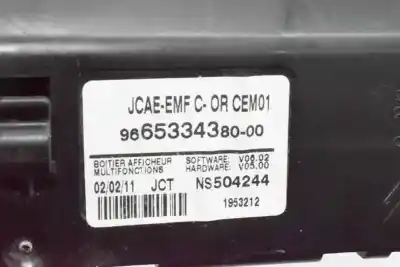 JCAE-EMF C- OR CEM01
9665334380-00
BOITIER AFFICHEUR SOFTWARE: V06.02
MULTIFONCTIONS HARDWARE: V05.00
02/02/11 JCT NS504244
1953212